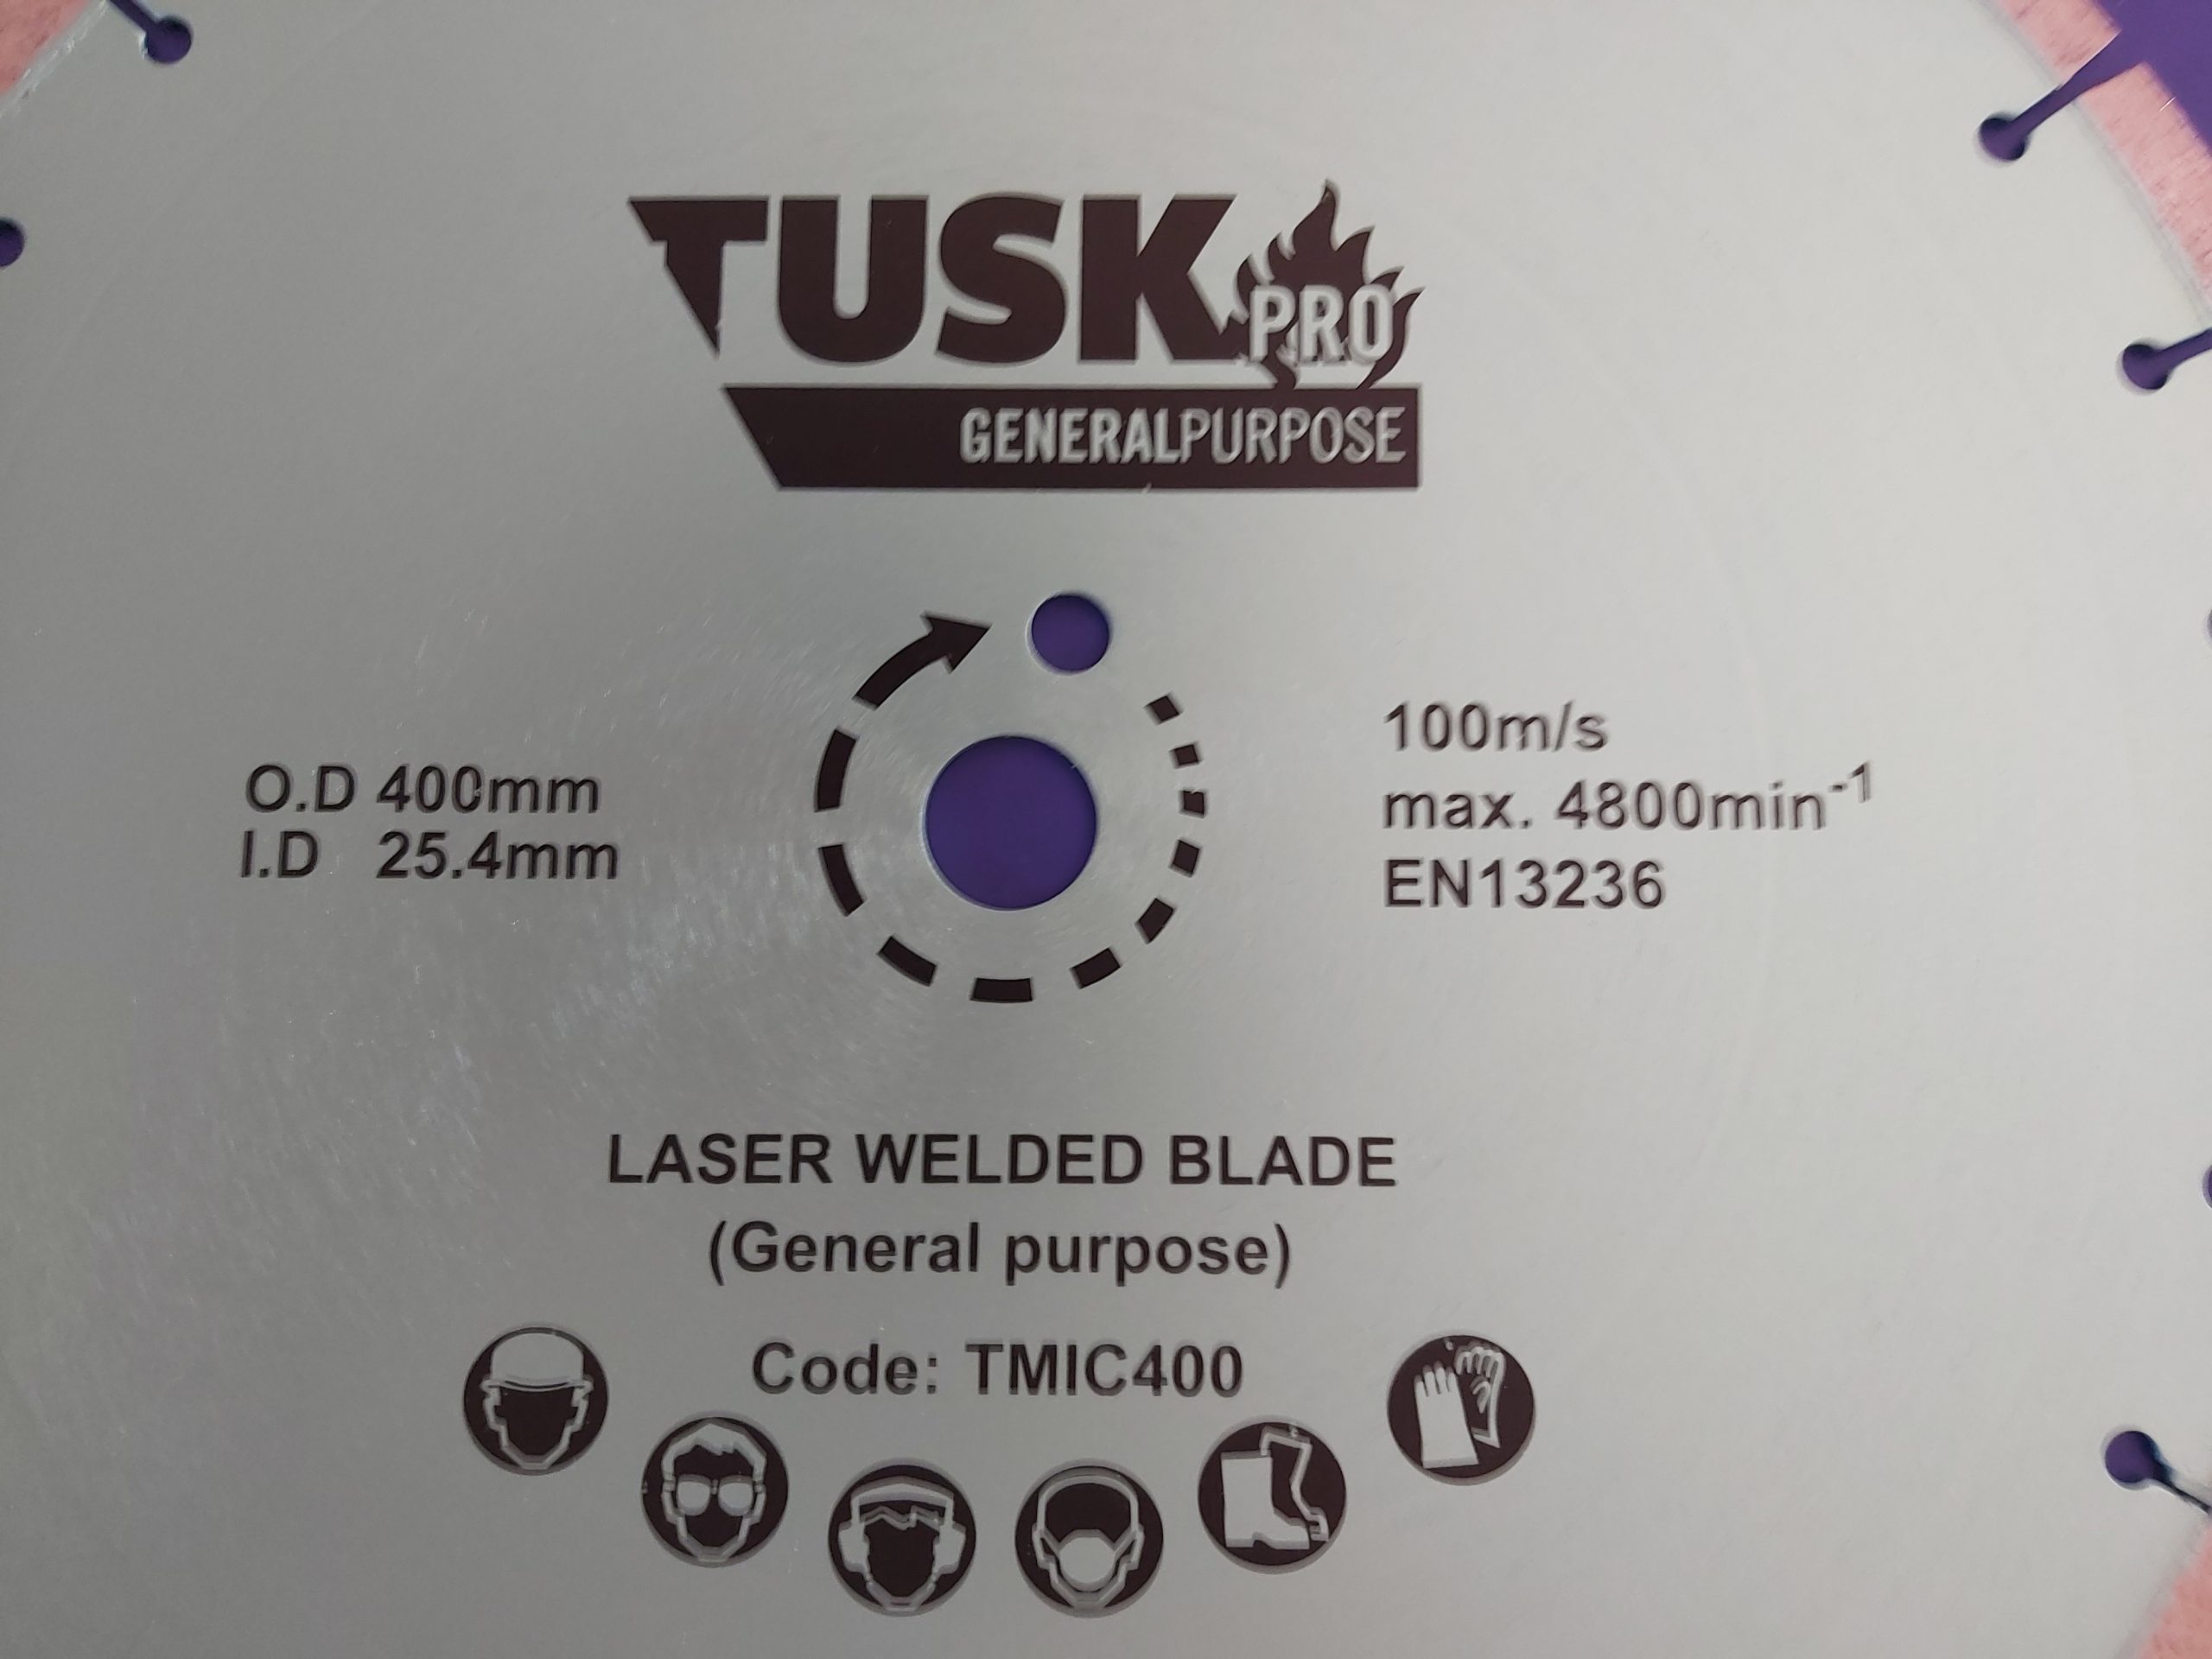 TUSK PRO
GENERALPURPOSE
O.D 400mm
I.D 25.4mm
100m/s
max. 4800min⁻¹
EN13236
LASER WELDED BLADE
(General purpose)
Code: TMIC400